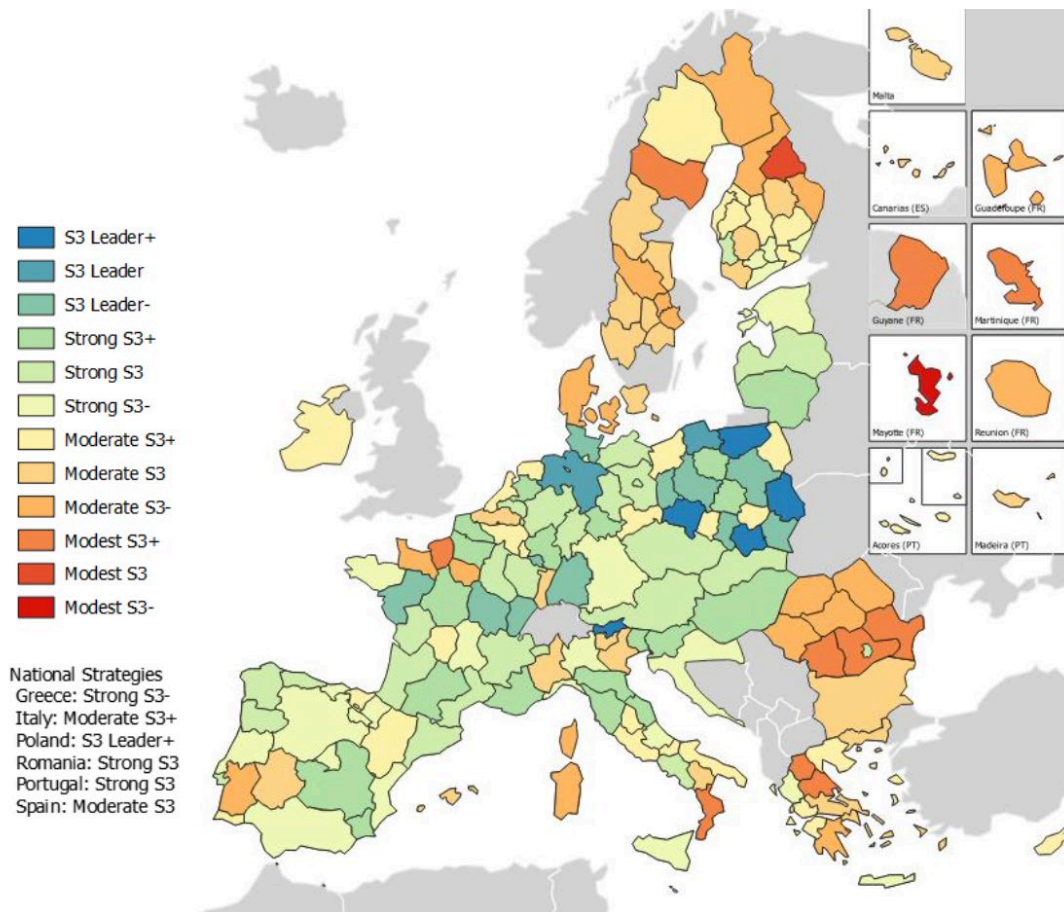 S3 Leader+
S3 Leader
S3 Leader-
Strong S3+
Strong S3
Strong S3-
Moderate S3+
Moderate S3
Moderate S3-
Modest S3+
Modest S3
Modest S3-
National Strategies
Greece: Strong S3-
Italy: Moderate S3+
Poland: S3 Leader+
Romania: Strong S3
Portugal: Strong S3
Spain: Moderate S3
Malta
Canarias (ES)
Guadeloupe (FR)
Guyane (FR)
Martinique (FR)
Mayotte (FR)
Reunion (FR)
Acores (PT)
Madeira (PT)